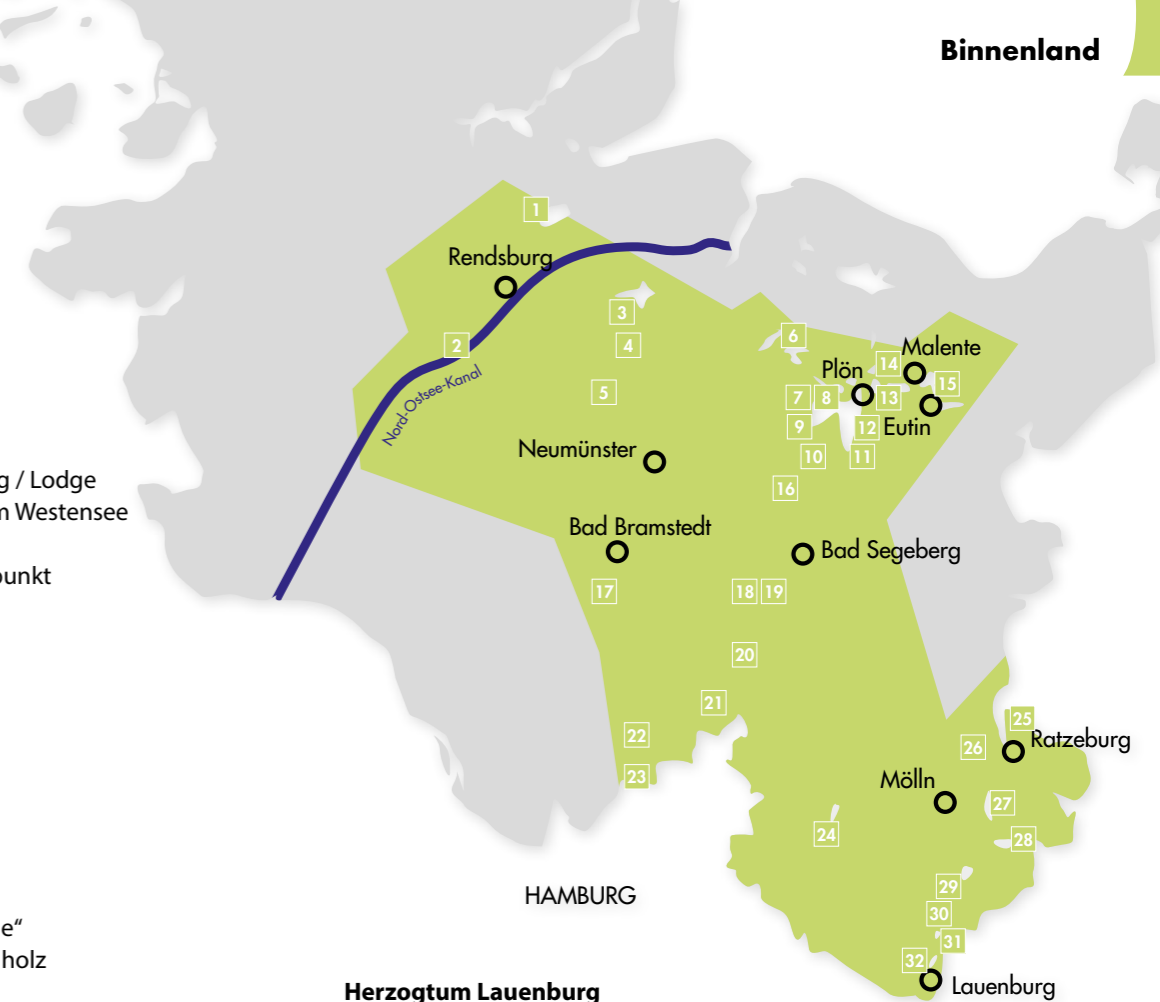 Binnenland
1
Rendsburg
2
Nord-Ostsee-Kanal
3
4
5
6
14
Malente
Plön
15
7
8
13
9
12
Eutin
10
11
Neumünster
16
Bad Bramstedt
Bad Segeberg
17
18
19
20
21
22
23
25
26
Ratzeburg
Mölln
27
24
28
29
30
31
32
Lauenburg
HAMBURG
g / Lodge
m Westensee
punkt
e“
holz
Herzogtum Lauenburg